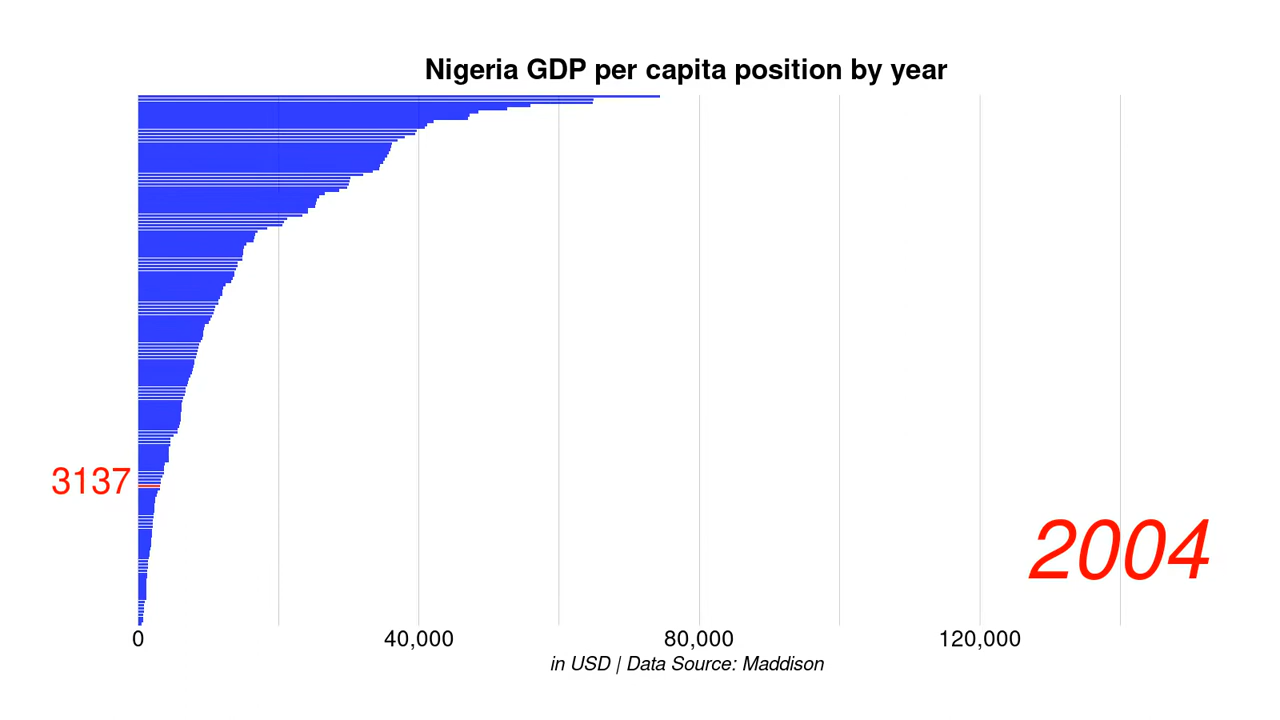 Nigeria GDP per capita position by year
3137
2004
0 40,000 80,000 120,000
in USD | Data Source: Maddison